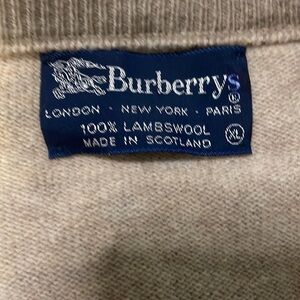 Burberrys®
LONDON · NEW YORK · PARIS
100% LAMBSWOOL
MADE IN SCOTLAND XL